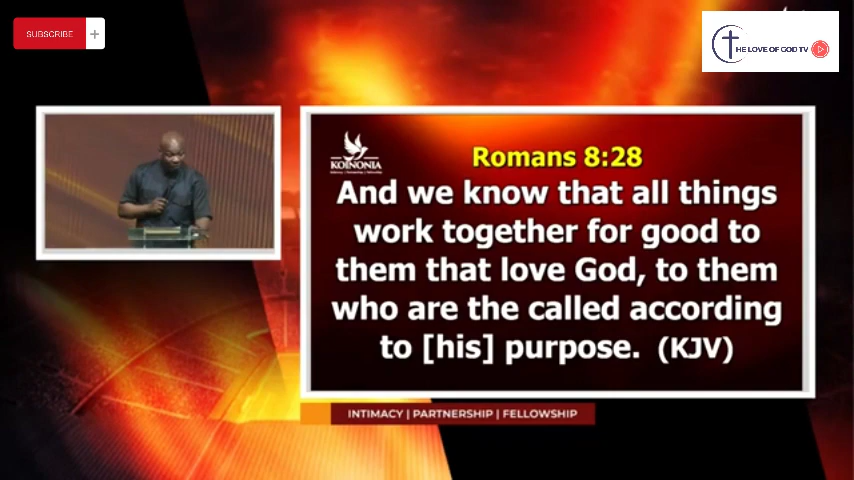 SUBSCRIBE +
THE LOVE OF GOD TV
KOINONIA
Romans 8:28
And we know that all things
work together for good to
them that love God, to them
who are the called according
to [his] purpose. (KJV)
INTIMACY | PARTNERSHIP | FELLOWSHIP